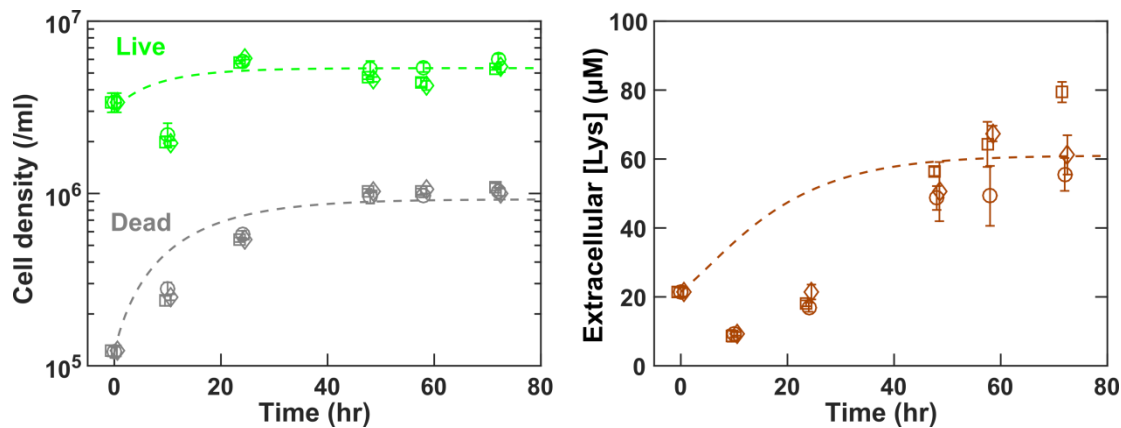 Live
Dead
Cell density (/ml)
10⁷
10⁶
10⁵
0 20 40 60 80
Time (hr)
Extracellular [Lys] (μM)
100
80
60
40
20
0
0 20 40 60 80
Time (hr)